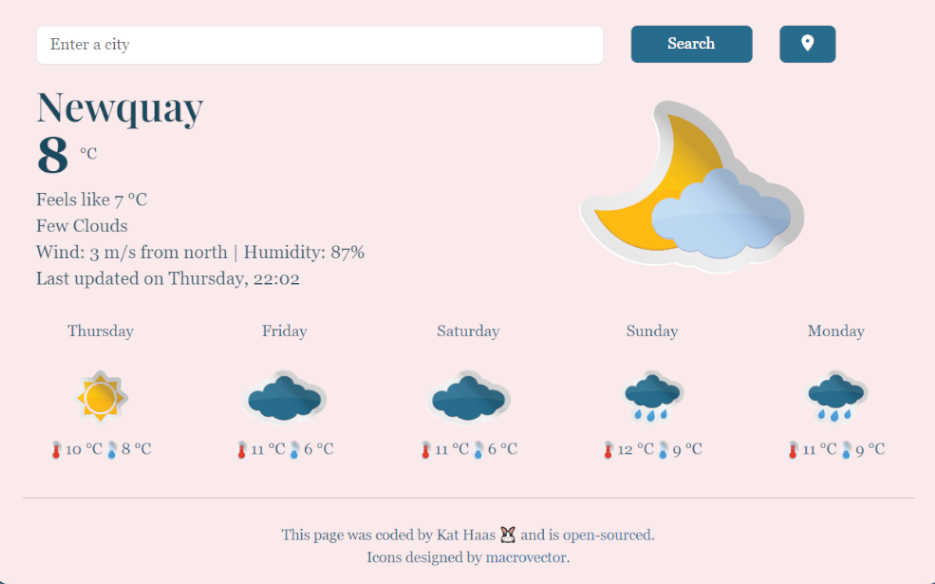 Enter a city
Search
Newquay
8 °C
Feels like 7 °C
Few Clouds
Wind: 3 m/s from north | Humidity: 87%
Last updated on Thursday, 22:02
Thursday Friday Saturday Sunday Monday
10 °C 8 °C 11 °C 6 °C 11 °C 6 °C 12 °C 9 °C 11 °C 9 °C
This page was coded by Kat Haas and is open-sourced.
Icons designed by macrovector.